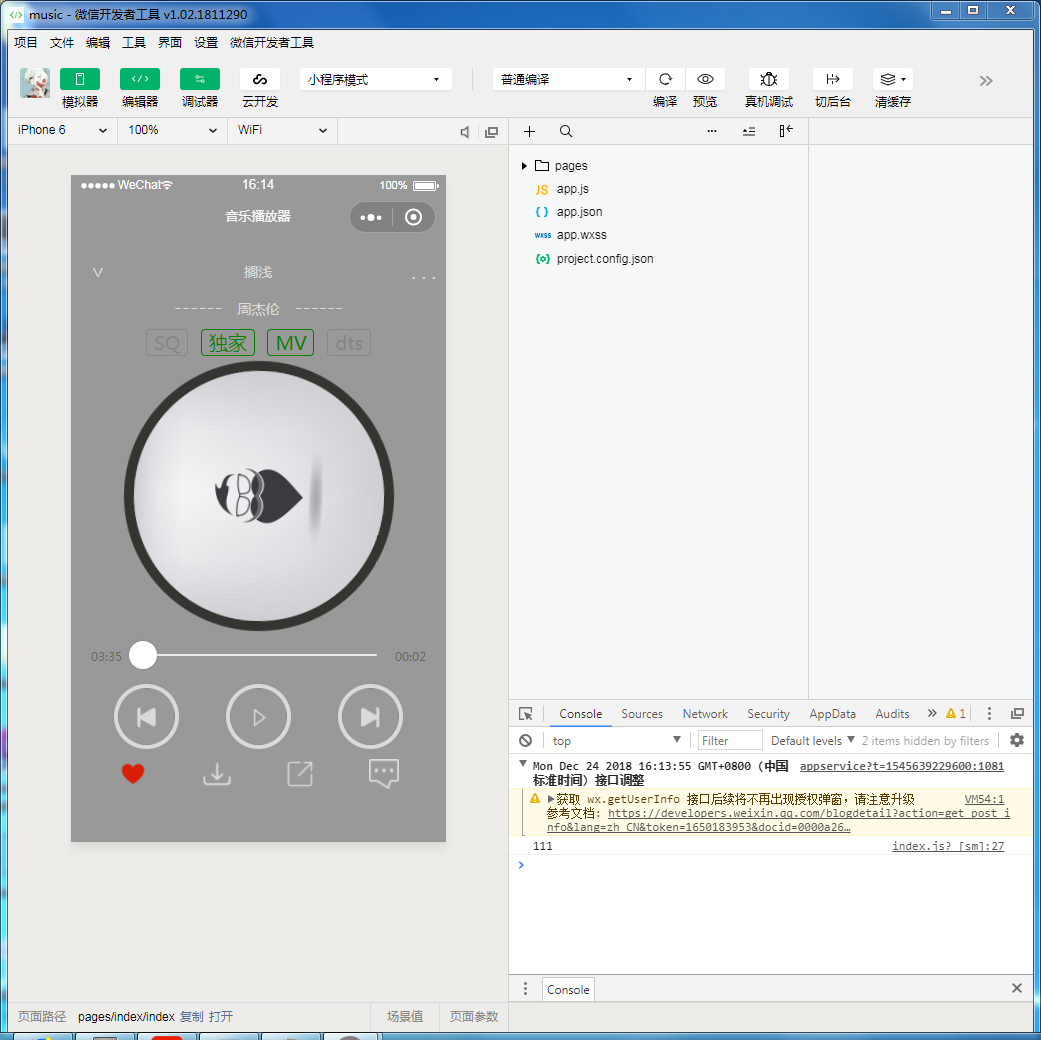 music - 微信开发者工具 v1.02.1811290
项目 文件 编辑 工具 界面 设置 微信开发者工具
模拟器 编辑器 调试器 云开发 小程序模式 普通编译 编译 预览 真机调试 切后台 清缓存
iPhone 6 100% WiFi
WeChat 16:14 100%
音乐播放器
V 搁浅 . . .
------ 周杰伦 ------
SQ 独家 MV dts
03:35 00:02
pages
JS app.js
{ } app.json
wxss app.wxss
{o} project.config.json
Console Sources Network Security AppData Audits » 1
top Filter Default levels 2 items hidden by filters
Mon Dec 24 2018 16:13:55 GMT+0800 (中国标准时间) 接口调整 appservice?t=1545639229600:1081
获取 wx.getUserInfo 接口后续将不再出现授权弹窗，请注意升级 VM54:1
参考文档: https://developers.weixin.qq.com/blogdetail?action=get_post_i
nfo&lang=zh_CN&token=1650183953&docid=0000a26…
111 index.js? [sm]:27
Console
页面路径 pages/index/index 复制 打开 场景值 页面参数